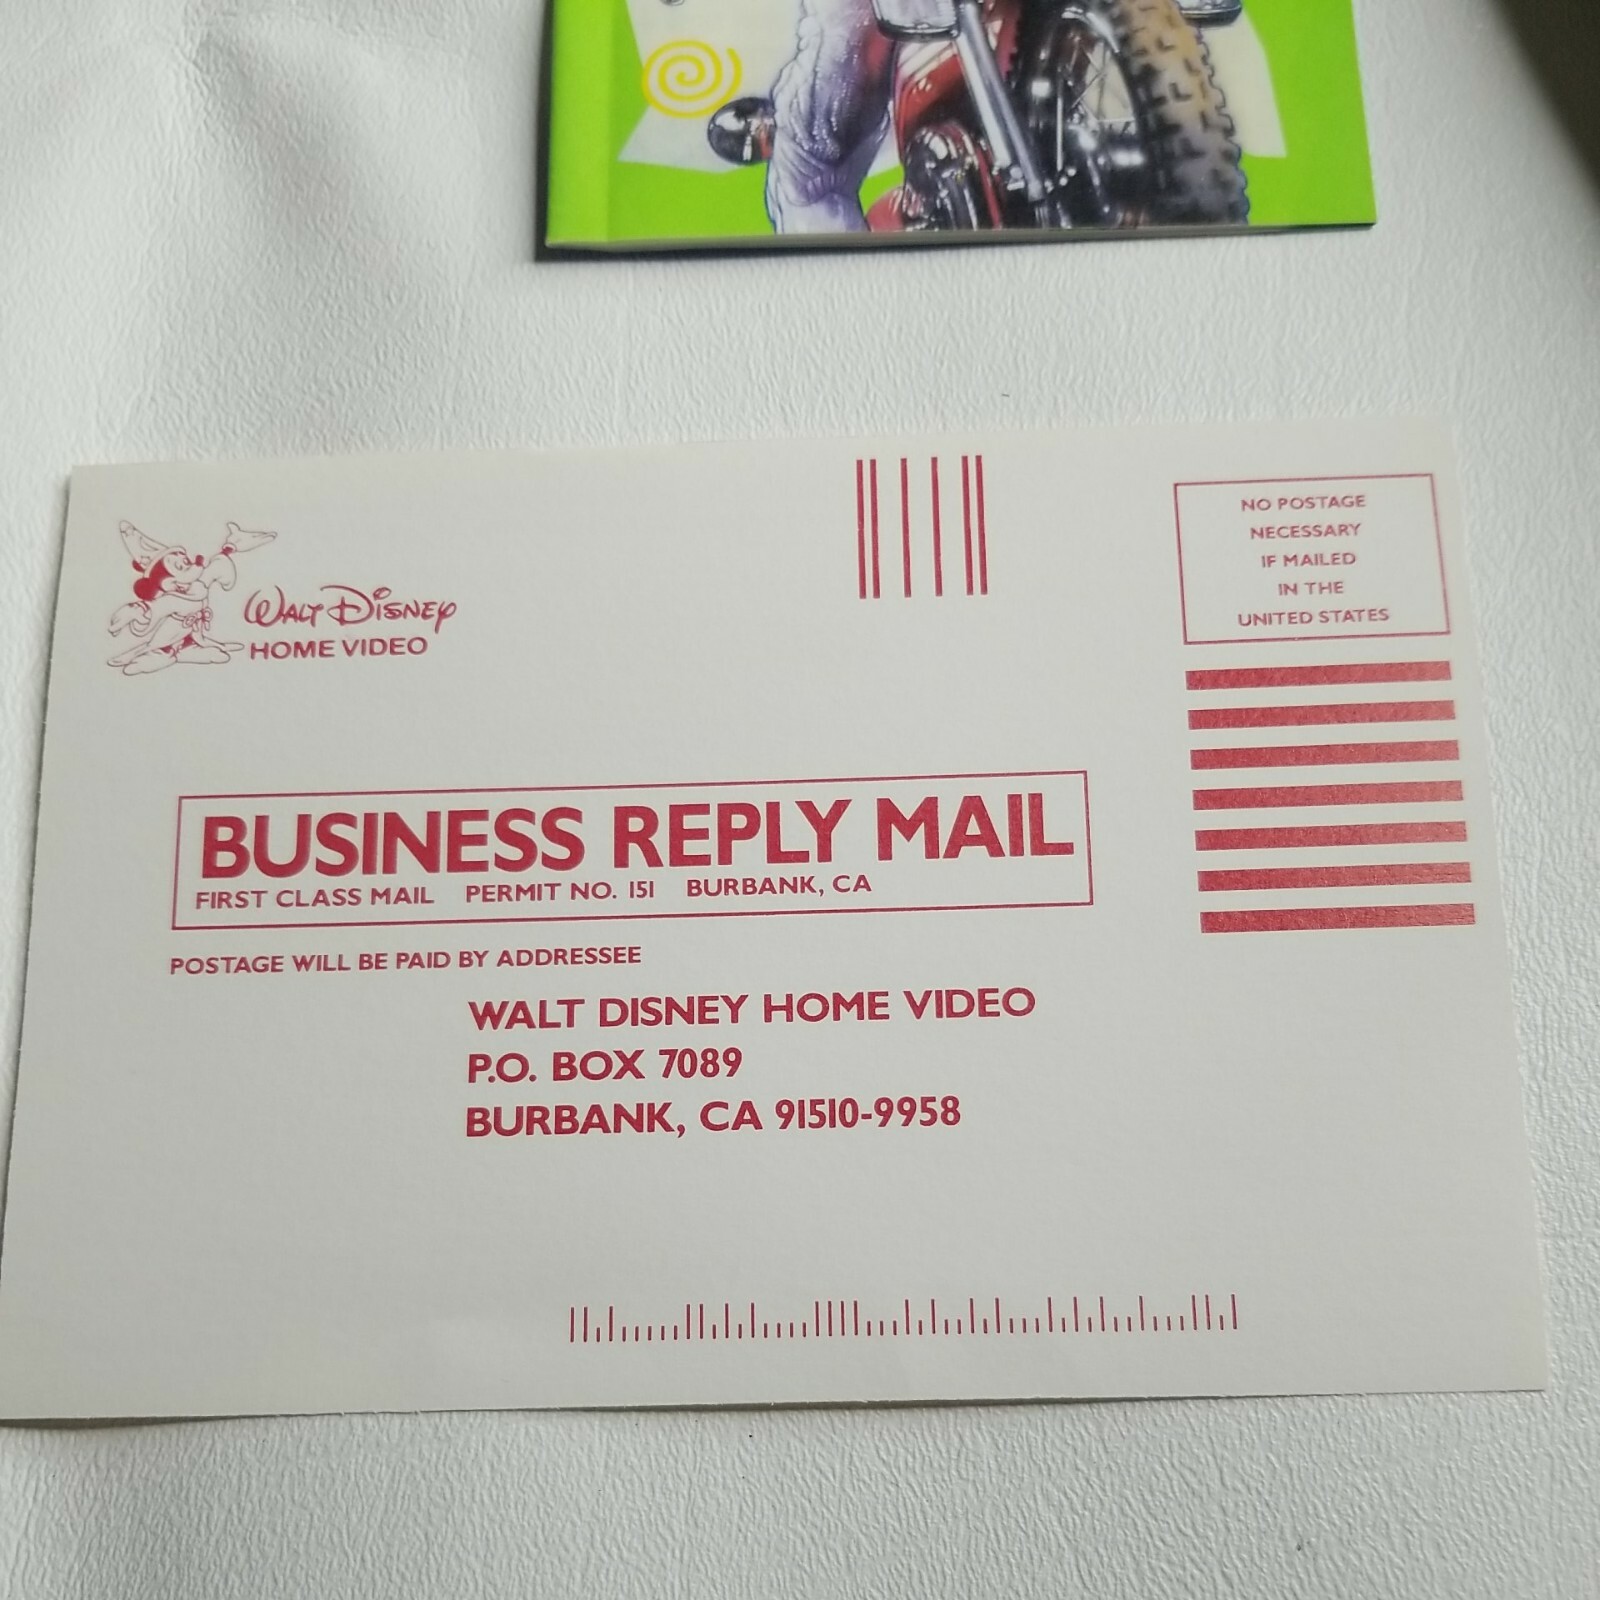 WALT DISNEY
HOME VIDEO
NO POSTAGE
NECESSARY
IF MAILED
IN THE
UNITED STATES
BUSINESS REPLY MAIL
FIRST CLASS MAIL PERMIT NO. 151 BURBANK, CA
POSTAGE WILL BE PAID BY ADDRESSEE
WALT DISNEY HOME VIDEO
P.O. BOX 7089
BURBANK, CA 91510-9958